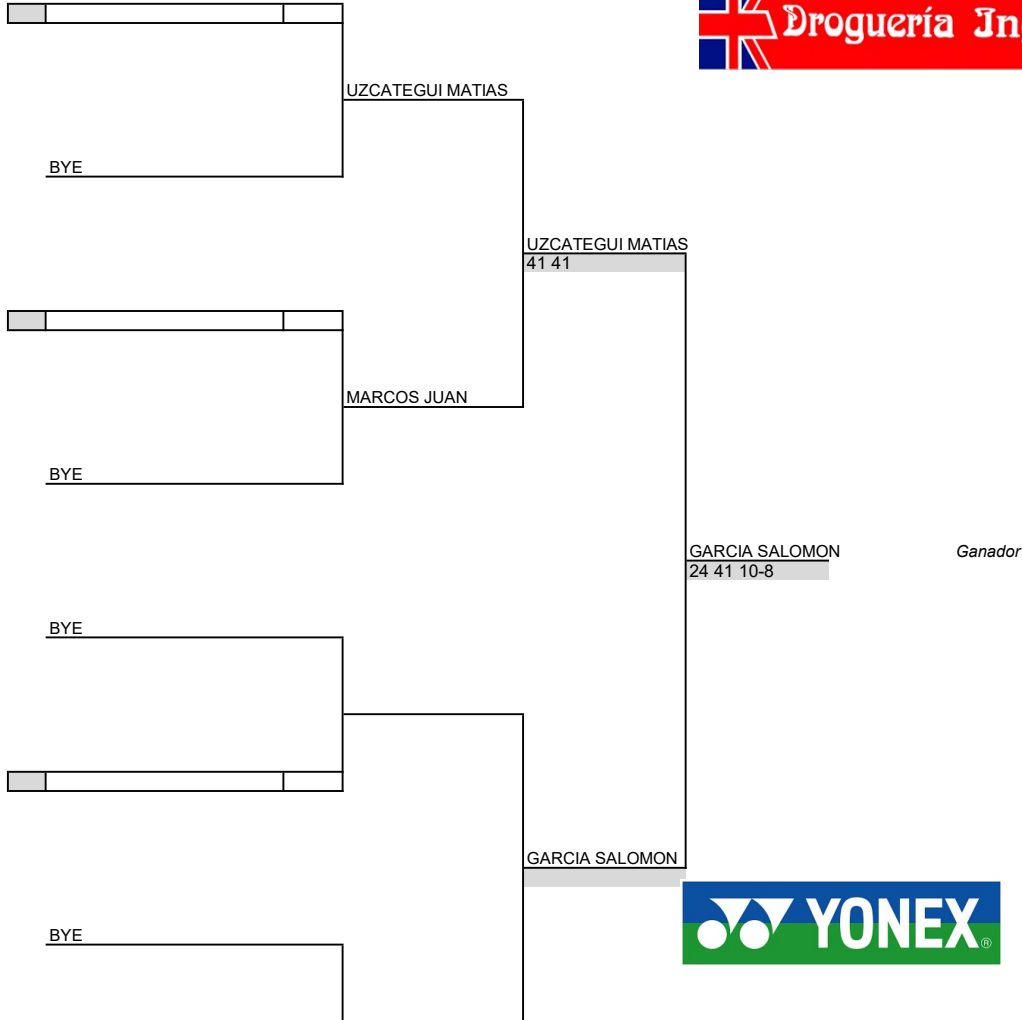 Droguería In
UZCATEGUI MATIAS
BYE
UZCATEGUI MATIAS
41 41
MARCOS JUAN
BYE
GARCIA SALOMON
Ganador
24 41 10-8
BYE
GARCIA SALOMON
YONEX®
BYE